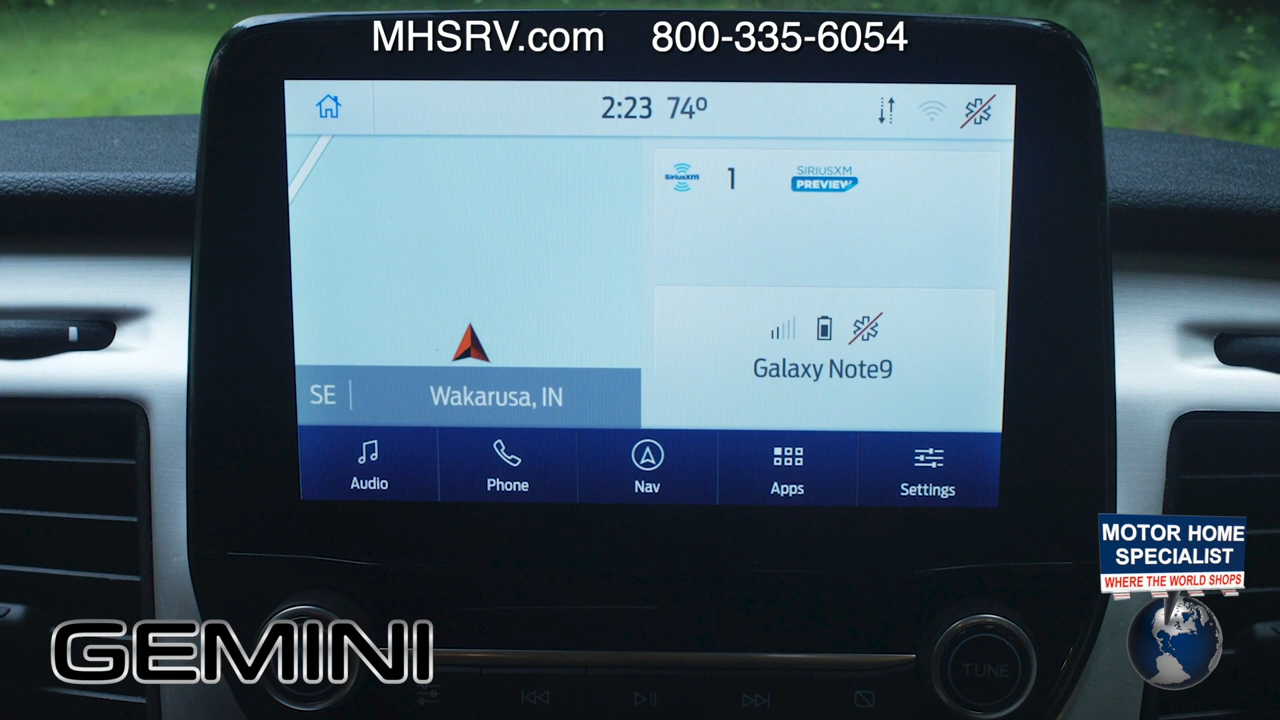 MHSRV.com 800-335-6054
2:23 74º
SiriusXM 1 SIRIUSXM
PREVIEW
Galaxy Note9
SE Wakarusa, IN
Audio Phone Nav Apps Settings
MOTOR HOME
SPECIALIST
WHERE THE WORLD SHOPS
GEMINI
TUNE